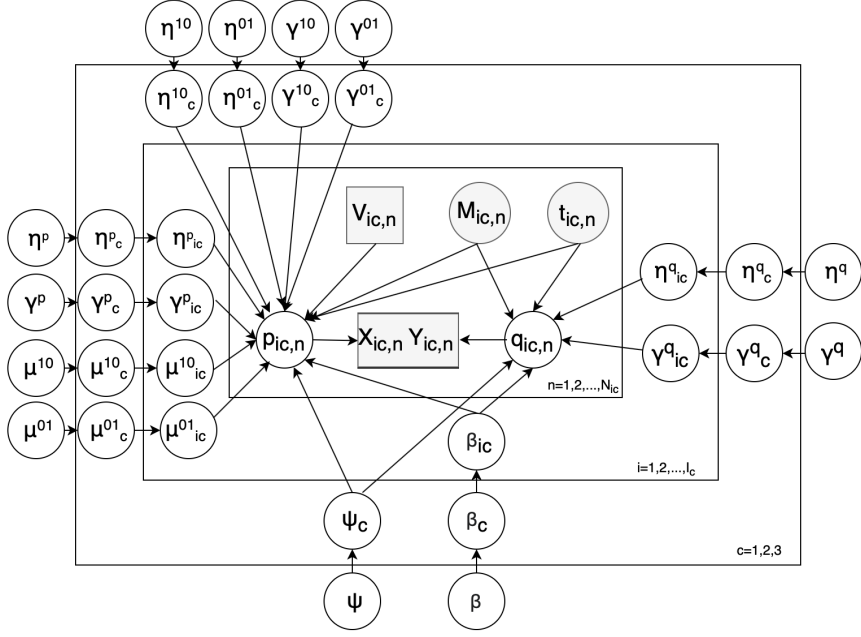 η¹⁰ η⁰¹ γ¹⁰ γ⁰¹
η¹⁰c η⁰¹c γ¹⁰c γ⁰¹c
Vic,n Mic,n tic,n
ηᵖ ηᵖc ηᵖic
ηqic ηqc ηq
γᵖ γᵖc γᵖic
pic,n Xic,n Yic,n qic,n
γqic γqc γq
μ¹⁰ μ¹⁰c μ¹⁰ic
n=1,2,...,Nic
μ⁰¹ μ⁰¹c μ⁰¹ic
βic
i=1,2,...,Ic
ψc βc
c=1,2,3
ψ β